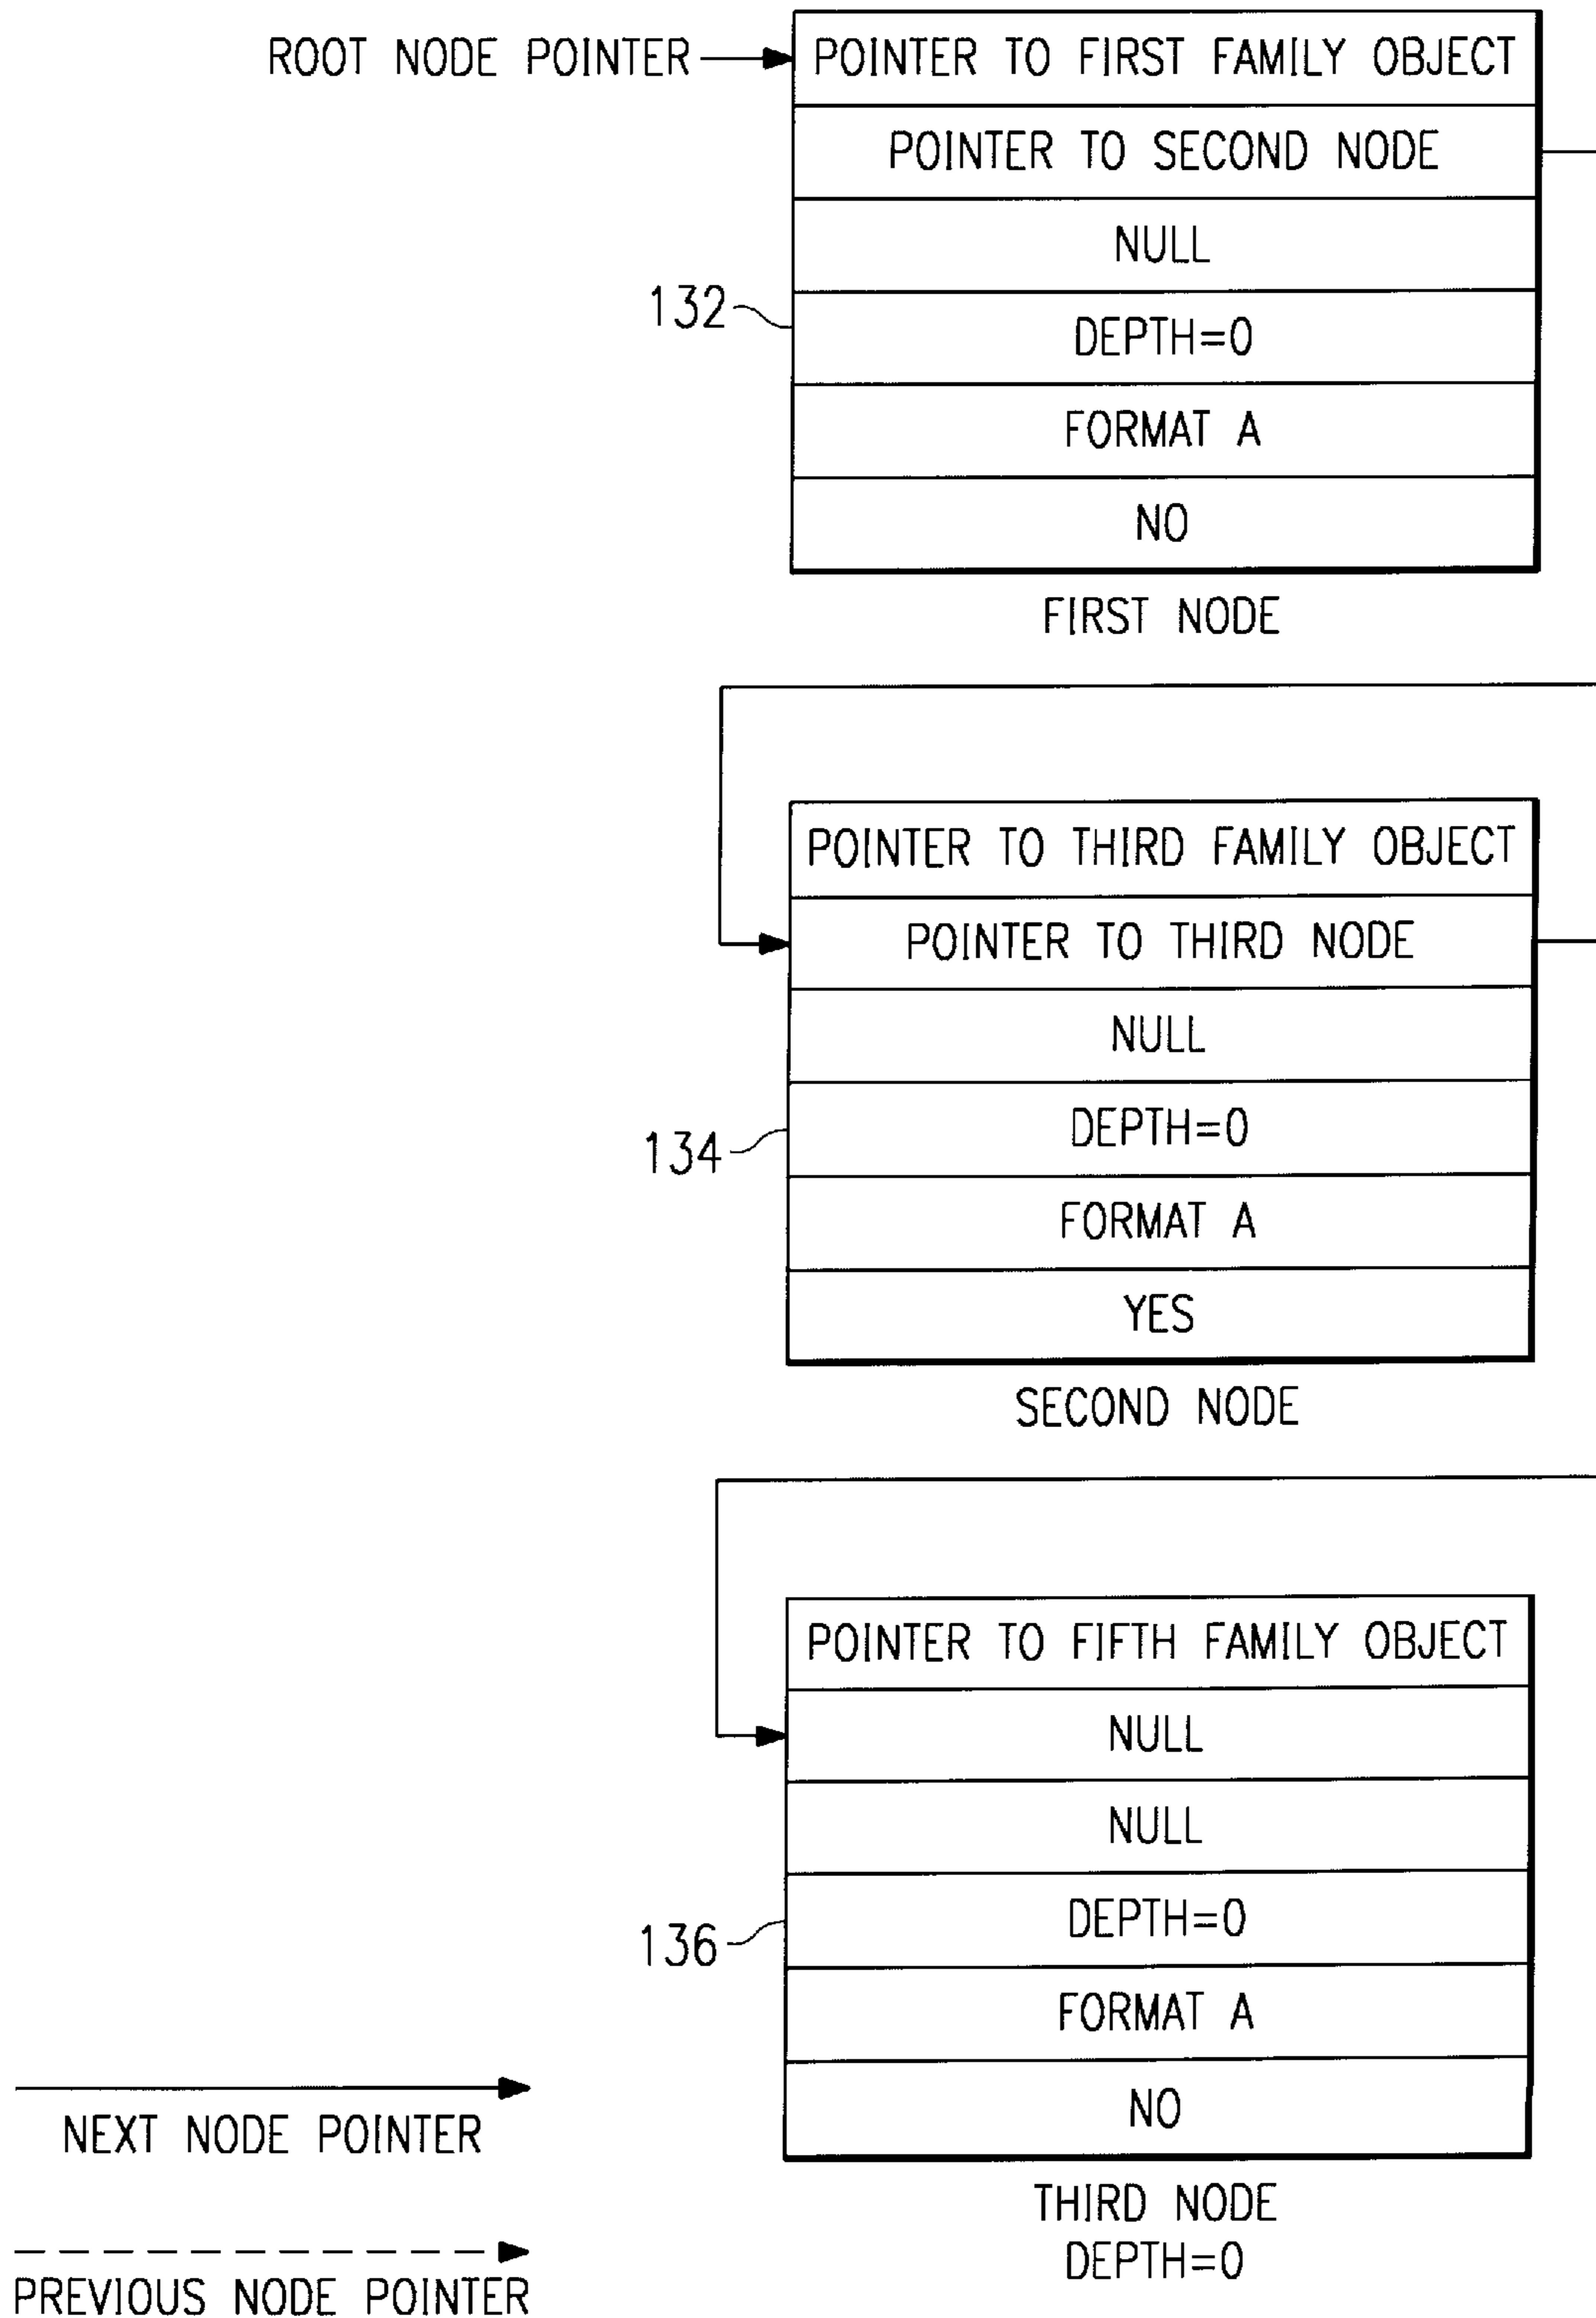 ROOT NODE POINTER
POINTER TO FIRST FAMILY OBJECT
POINTER TO SECOND NODE
NULL
132
DEPTH=0
FORMAT A
NO
FIRST NODE
POINTER TO THIRD FAMILY OBJECT
POINTER TO THIRD NODE
NULL
134
DEPTH=0
FORMAT A
YES
SECOND NODE
POINTER TO FIFTH FAMILY OBJECT
NULL
NULL
136
DEPTH=0
FORMAT A
NO
THIRD NODE
DEPTH=0
NEXT NODE POINTER
PREVIOUS NODE POINTER